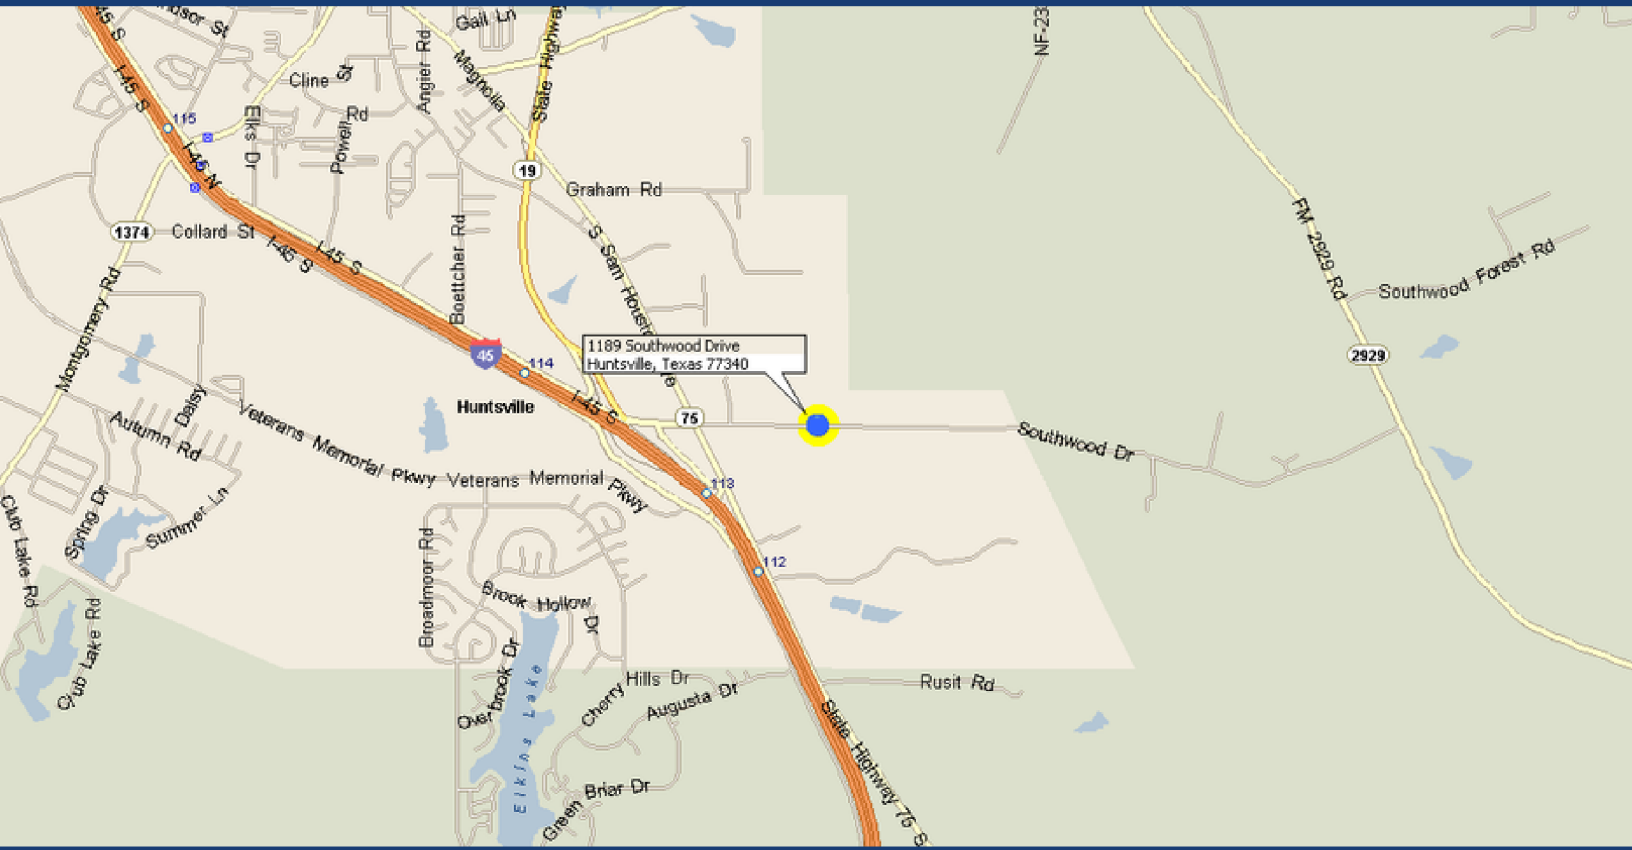 I-45 S
Gail Ln
NF-23
Cline St
Angier Rd
Magnolia
State Highway
I-45 S
115
Elks Dr
Powell Rd
I-45 N
19
Graham Rd
FM 2929 Rd
1374
Collard St
I-45 S
I-45 S
Boettcher Rd
S Sam Houston
Southwood Forest Rd
Montgomery Rd
45
114
1189 Southwood Drive
Huntsville, Texas 77340
2929
Huntsville
I-45 S
75
Daisy
Autumn Rd
Veterans Memorial Pkwy
Southwood Dr
Veterans Memorial Pkwy
113
Club Lake Rd
Spring Dr
Summer Ln
112
Broadmoor Rd
Brook Hollow Dr
Club Lake Rd
Overbrook Dr
Elkins Lake
Cherry Hills Dr
Augusta Dr
Rusit Rd
State Highway 75 S
Green Briar Dr